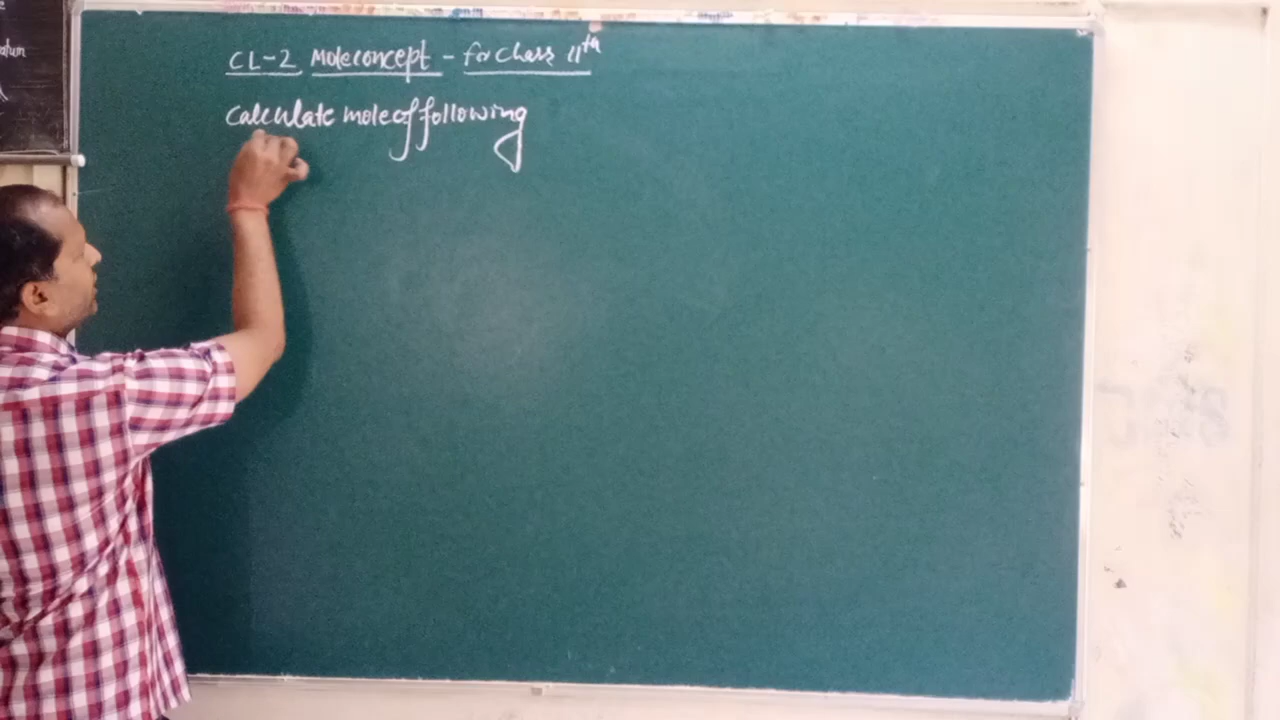 CL-2 Moleconcept - for Class 11th
Calculate mole of following